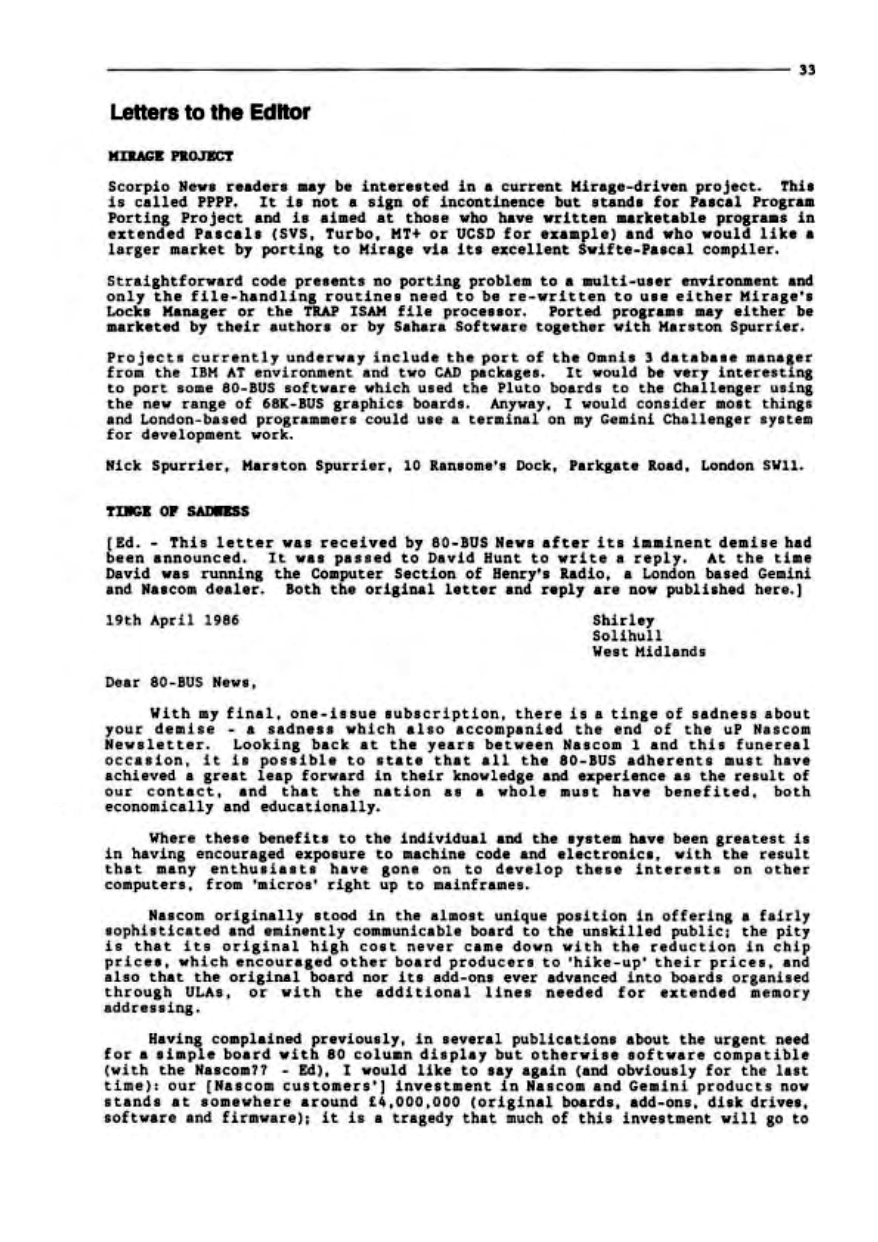 33
Letters to the Editor
MIRAGE PROJECT
Scorpio News readers may be interested in a current Mirage-driven project. This
is called PPPP. It is not a sign of incontinence but stands for Pascal Program
Porting Project and is aimed at those who have written marketable programs in
extended Pascals (SVS, Turbo, MT+ or UCSD for example) and who would like a
larger market by porting to Mirage via its excellent Swifte-Pascal compiler.
Straightforward code presents no porting problem to a multi-user environment and
only the file-handling routines need to be re-written to use either Mirage's
Locks Manager or the TRAP ISAM file processor. Ported programs may either be
marketed by their authors or by Sahara Software together with Marston Spurrier.
Projects currently underway include the port of the Omnis 3 database manager
from the IBM AT environment and two CAD packages. It would be very interesting
to port some 80-BUS software which used the Pluto boards to the Challenger using
the new range of 68K-BUS graphics boards. Anyway, I would consider most things
and London-based programmers could use a terminal on my Gemini Challenger system
for development work.
Nick Spurrier, Marston Spurrier, 10 Ransome's Dock, Parkgate Road, London SW11.
TINGE OF SADNESS
[Ed. - This letter was received by 80-BUS News after its imminent demise had
been announced. It was passed to David Hunt to write a reply. At the time
David was running the Computer Section of Henry's Radio, a London based Gemini
and Nascom dealer. Both the original letter and reply are now published here.]
19th April 1986 Shirley
Solihull
West Midlands
Dear 80-BUS News,
With my final, one-issue subscription, there is a tinge of sadness about
your demise - a sadness which also accompanied the end of the uP Nascom
Newsletter. Looking back at the years between Nascom 1 and this funereal
occasion, it is possible to state that all the 80-BUS adherents must have
achieved a great leap forward in their knowledge and experience as the result of
our contact, and that the nation as a whole must have benefited, both
economically and educationally.
Where these benefits to the individual and the system have been greatest is
in having encouraged exposure to machine code and electronics, with the result
that many enthusiasts have gone on to develop these interests on other
computers, from 'micros' right up to mainframes.
Nascom originally stood in the almost unique position in offering a fairly
sophisticated and eminently communicable board to the unskilled public; the pity
is that its original high cost never came down with the reduction in chip
prices, which encouraged other board producers to 'hike-up' their prices, and
also that the original board nor its add-ons ever advanced into boards organised
through ULAs, or with the additional lines needed for extended memory
addressing.
Having complained previously, in several publications about the urgent need
for a simple board with 80 column display but otherwise software compatible
(with the Nascom?? - Ed), I would like to say again (and obviously for the last
time): our [Nascom customers'] investment in Nascom and Gemini products now
stands at somewhere around £4,000,000 (original boards, add-ons, disk drives,
software and firmware); it is a tragedy that much of this investment will go to